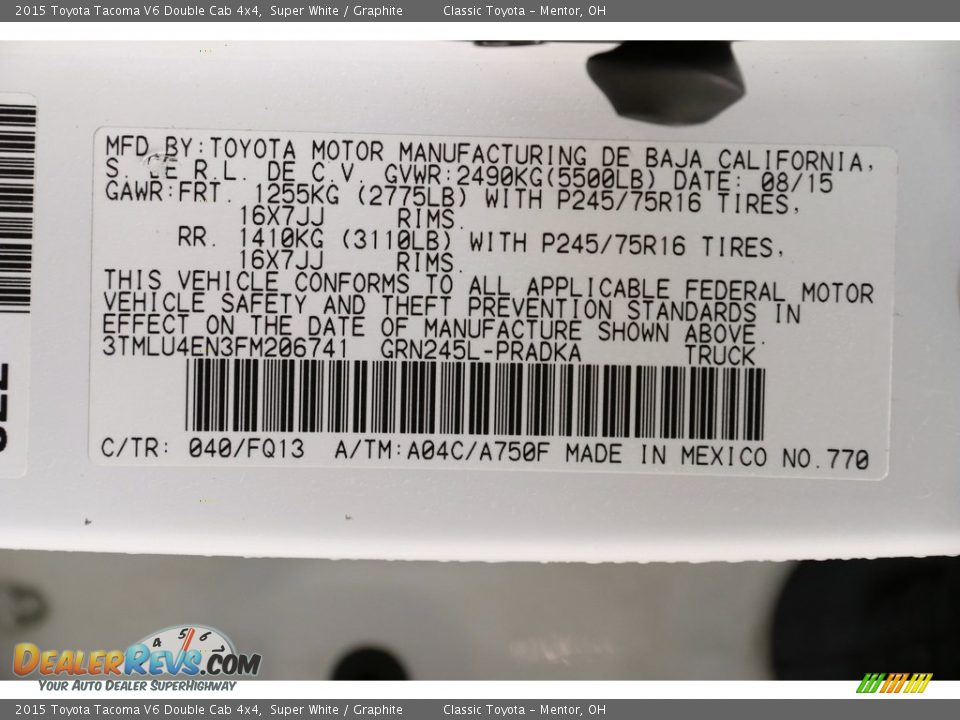 2015 Toyota Tacoma V6 Double Cab 4x4, Super White / Graphite Classic Toyota - Mentor, OH
MFD BY:TOYOTA MOTOR MANUFACTURING DE BAJA CALIFORNIA,
S. DE R.L. DE C.V. GVWR:2490KG(5500LB) DATE: 08/15
GAWR:FRT. 1255KG (2775LB) WITH P245/75R16 TIRES,
16X7JJ RIMS.
RR. 1410KG (3110LB) WITH P245/75R16 TIRES,
16X7JJ RIMS.
THIS VEHICLE CONFORMS TO ALL APPLICABLE FEDERAL MOTOR
VEHICLE SAFETY AND THEFT PREVENTION STANDARDS IN
EFFECT ON THE DATE OF MANUFACTURE SHOWN ABOVE.
3TMLU4EN3FM206741 GRN245L-PRADKA TRUCK
C/TR: 040/FQ13 A/TM:A04C/A750F MADE IN MEXICO NO.770
4 5 6
DealerRevs.com
Your Auto Dealer SuperHighway
2015 Toyota Tacoma V6 Double Cab 4x4, Super White / Graphite Classic Toyota - Mentor, OH